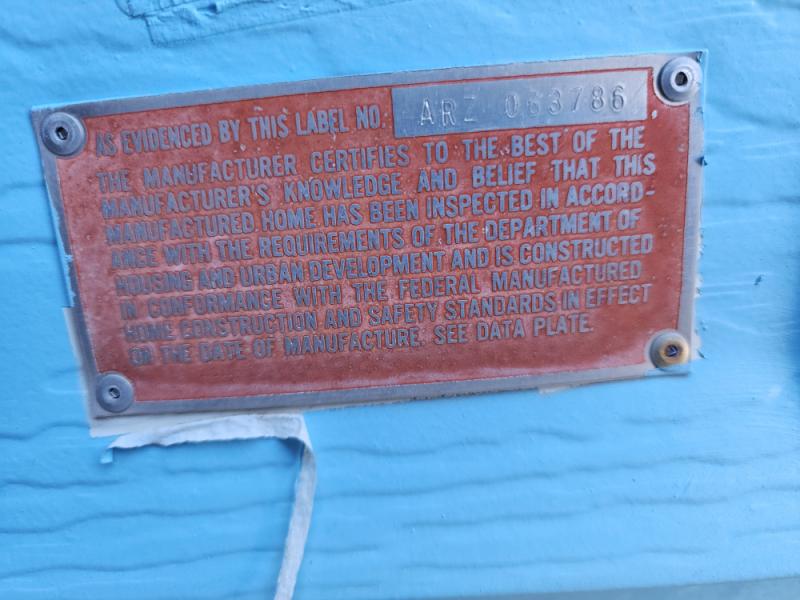 AS EVIDENCED BY THIS LABEL NO. ARZ 063786
THE MANUFACTURER CERTIFIES TO THE BEST OF THE
MANUFACTURER'S KNOWLEDGE AND BELIEF THAT THIS
MANUFACTURED HOME HAS BEEN INSPECTED IN ACCORD-
ANCE WITH THE REQUIREMENTS OF THE DEPARTMENT OF
HOUSING AND URBAN DEVELOPMENT AND IS CONSTRUCTED
IN CONFORMANCE WITH THE FEDERAL MANUFACTURED
HOME CONSTRUCTION AND SAFETY STANDARDS IN EFFECT
ON THE DATE OF MANUFACTURE. SEE DATA PLATE.